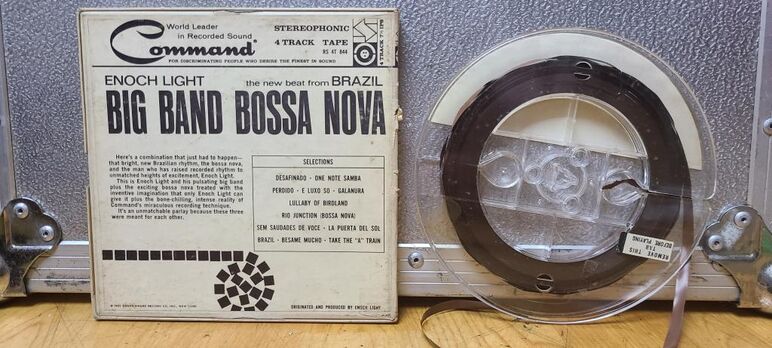 World Leader
in Recorded Sound
Command
STEREOPHONIC
4 TRACK TAPE
RS 4T 844
4 TRACK 7½ IPS
FOR DISCRIMINATING PEOPLE WHO DESIRE THE FINEST IN SOUND
ENOCH LIGHT the new beat from BRAZIL
BIG BAND BOSSA NOVA
Here's a combination that just had to happen—
that bright, new Brazilian rhythm, the bossa nova,
and the man who has raised recorded rhythm to
unmatched heights of excitement, Enoch Light.
This is Enoch Light and his pulsating big band
plus the exciting bossa nova treated with the
inventive imagination that only Enoch Light can
give it plus the bone-chilling, intense reality of
Command's miraculous recording technique.
It's an unmatchable parlay because these three
were meant for each other.
SELECTIONS
DESAFINADO - ONE NOTE SAMBA
PERDIDO - E LUXO SO - GALANURA
LULLABY OF BIRDLAND
RIO JUNCTION (BOSSA NOVA)
SEM SAUDADES DE VOCE - LA PUERTA DEL SOL
BRAZIL - BESAME MUCHO - TAKE THE "A" TRAIN
ORIGINATED AND PRODUCED BY ENOCH LIGHT
REMOVE THIS
TAB
BEFORE PLAYING